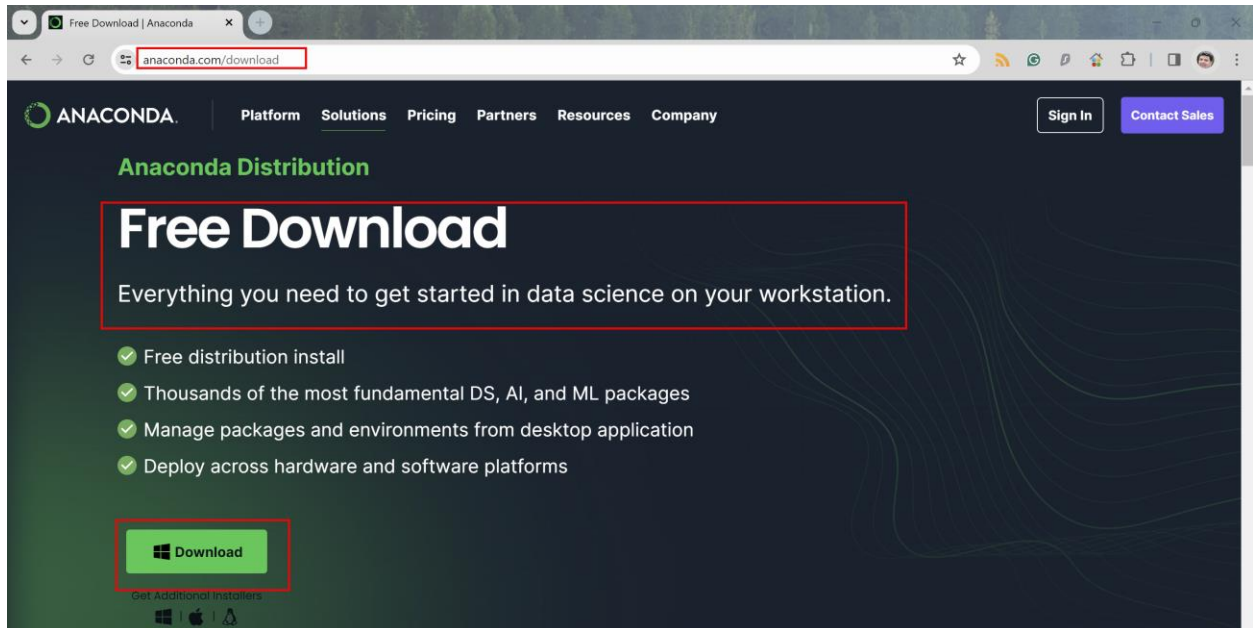 Free Download | Anaconda
anaconda.com/download
ANACONDA. Platform Solutions Pricing Partners Resources Company Sign In Contact Sales
Anaconda Distribution
Free Download
Everything you need to get started in data science on your workstation.
Free distribution install
Thousands of the most fundamental DS, AI, and ML packages
Manage packages and environments from desktop application
Deploy across hardware and software platforms
Download
Get Additional Installers